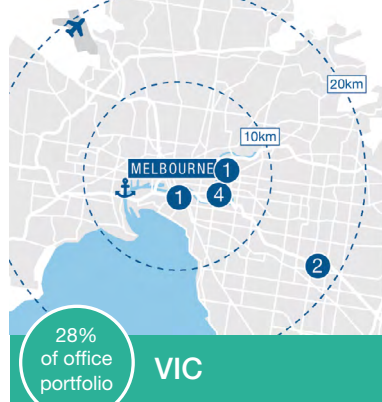 20km
10km
MELBOURNE 1
1
4
2
28%
of office
portfolio
VIC